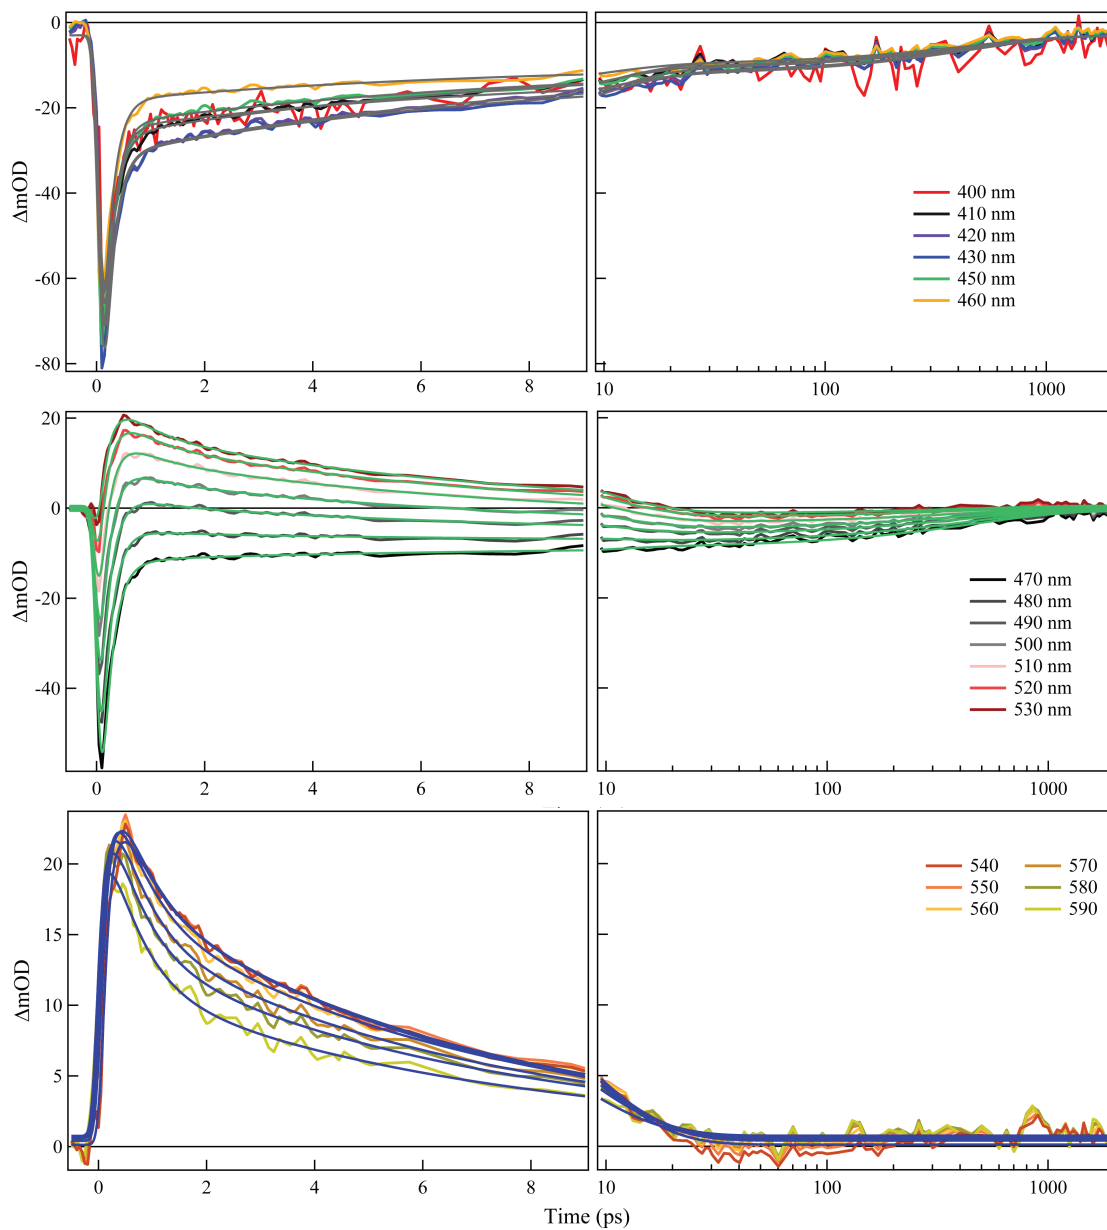 0
-20
-40
-60
-80
ΔmOD
0 2 4 6 8
10 100 1000
400 nm
410 nm
420 nm
430 nm
450 nm
460 nm
20
0
-20
-40
ΔmOD
0 2 4 6 8
10 100 1000
470 nm
480 nm
490 nm
500 nm
510 nm
520 nm
530 nm
20
15
10
5
0
ΔmOD
0 2 4 6 8
10 100 1000
540 570
550 580
560 590
Time (ps)